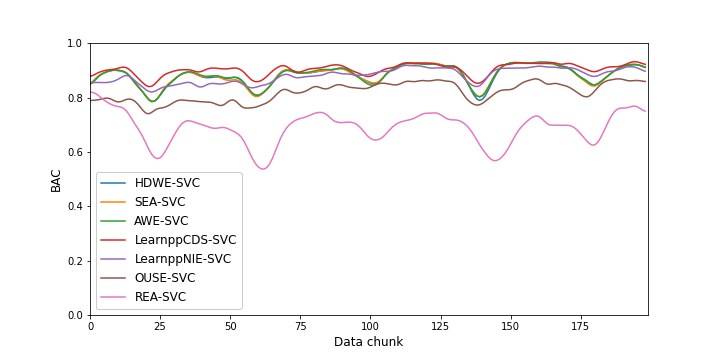 1.0
0.8
0.6
0.4
0.2
0.0
BAC
HDWE-SVC
SEA-SVC
AWE-SVC
LearnppCDS-SVC
LearnppNIE-SVC
OUSE-SVC
REA-SVC
0 25 50 75 100 125 150 175
Data chunk